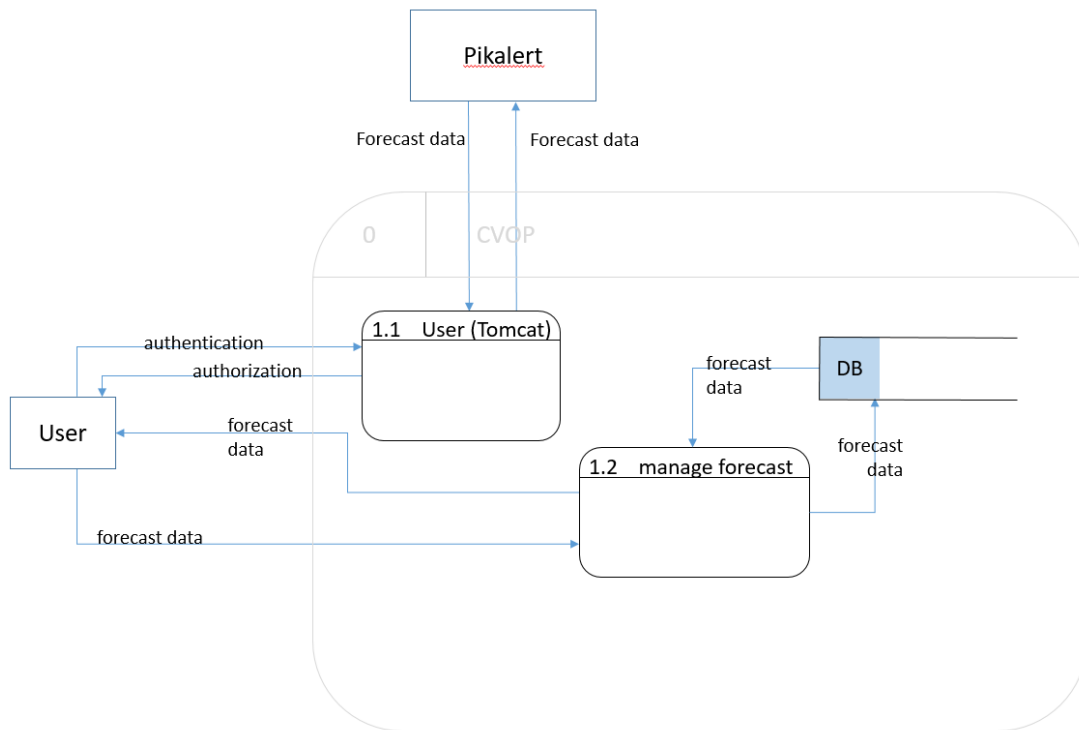 Pikalert
Forecast data
Forecast data
0
CVOP
1.1 User (Tomcat)
authentication
authorization
forecast
data
DB
User
forecast
data
forecast
data
1.2 manage forecast
forecast data